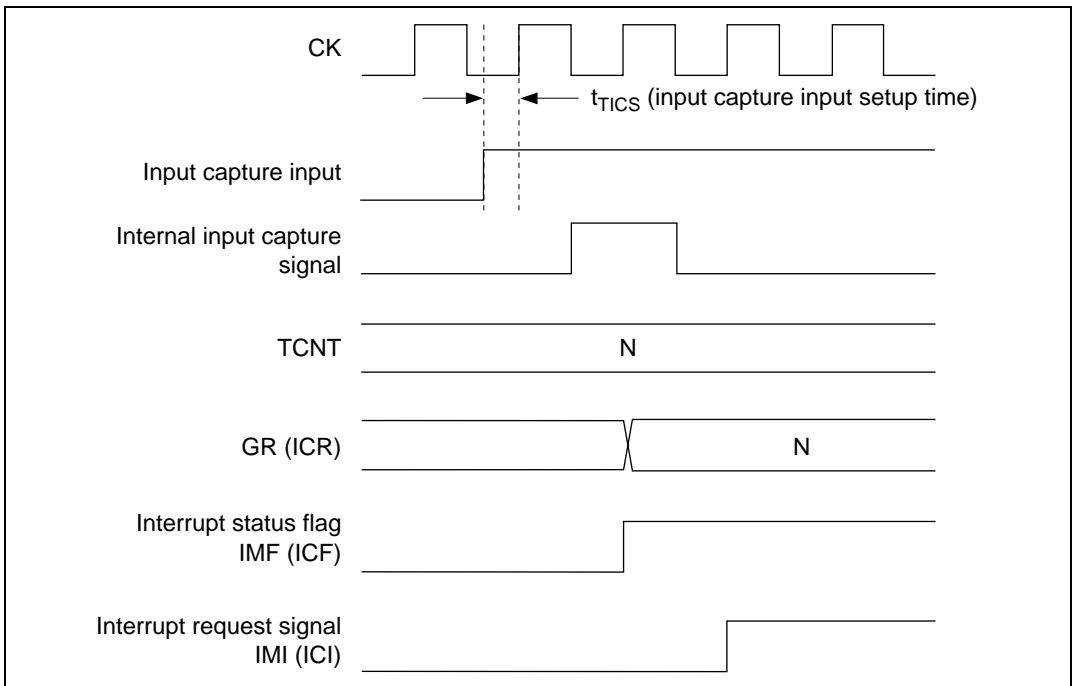 CK
tTICS (input capture input setup time)
Input capture input
Internal input capture
signal
TCNT
N
GR (ICR)
N
Interrupt status flag
IMF (ICF)
Interrupt request signal
IMI (ICI)